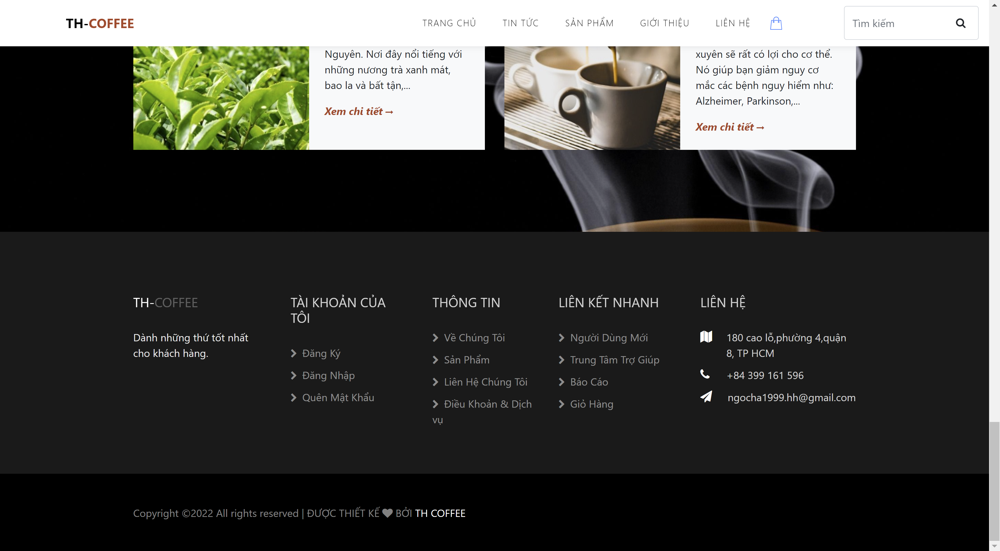 TH-COFFEE
TRANG CHỦ
TIN TỨC
SẢN PHẨM
GIỚI THIỆU
LIÊN HỆ
Tìm kiếm
Nguyên. Nơi đây nổi tiếng với
những nương trà xanh mát,
bao la và bất tận,...
Xem chi tiết →
xuyên sẽ rất có lợi cho cơ thể.
Nó giúp bạn giảm nguy cơ
mắc các bệnh nguy hiểm như:
Alzheimer, Parkinson,...
Xem chi tiết →
TH-COFFEE
Dành những thứ tốt nhất
cho khách hàng.
TÀI KHOẢN CỦA
TÔI
Đăng Ký
Đăng Nhập
Quên Mật Khẩu
THÔNG TIN
Về Chúng Tôi
Sản Phẩm
Liên Hệ Chúng Tôi
Điều Khoản & Dịch
vụ
LIÊN KẾT NHANH
Người Dùng Mới
Trung Tâm Trợ Giúp
Báo Cáo
Giỏ Hàng
LIÊN HỆ
180 cao lỗ,phường 4,quận
8, TP HCM
+84 399 161 596
ngocha1999.hh@gmail.com
Copyright ©2022 All rights reserved | ĐƯỢC THIẾT KẾ ♥ BỞI TH COFFEE